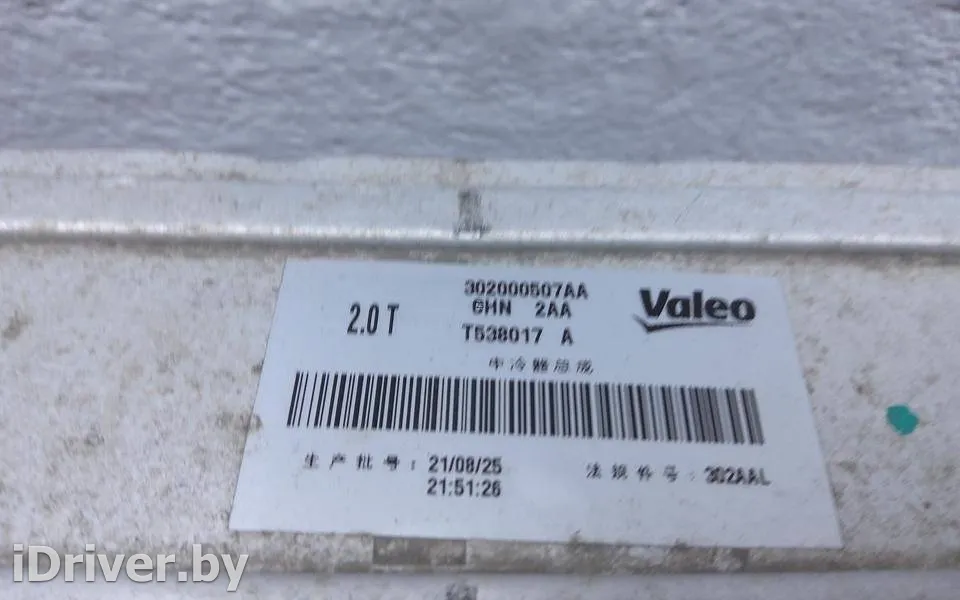 302000507AA
2.0 T
GHN 2AA
Valeo
T538017 A
中冷器总成
生产批号: 21/08/25
21:51:26
法雷件号: 302AAL
iDriver.by